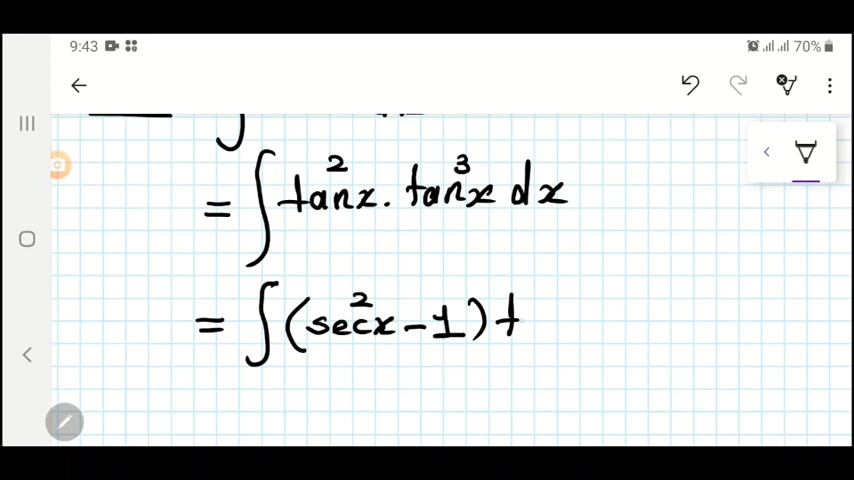 9:43 70%
= ∫ tan²x. tan³x dx
= ∫ (sec²x - 1) t